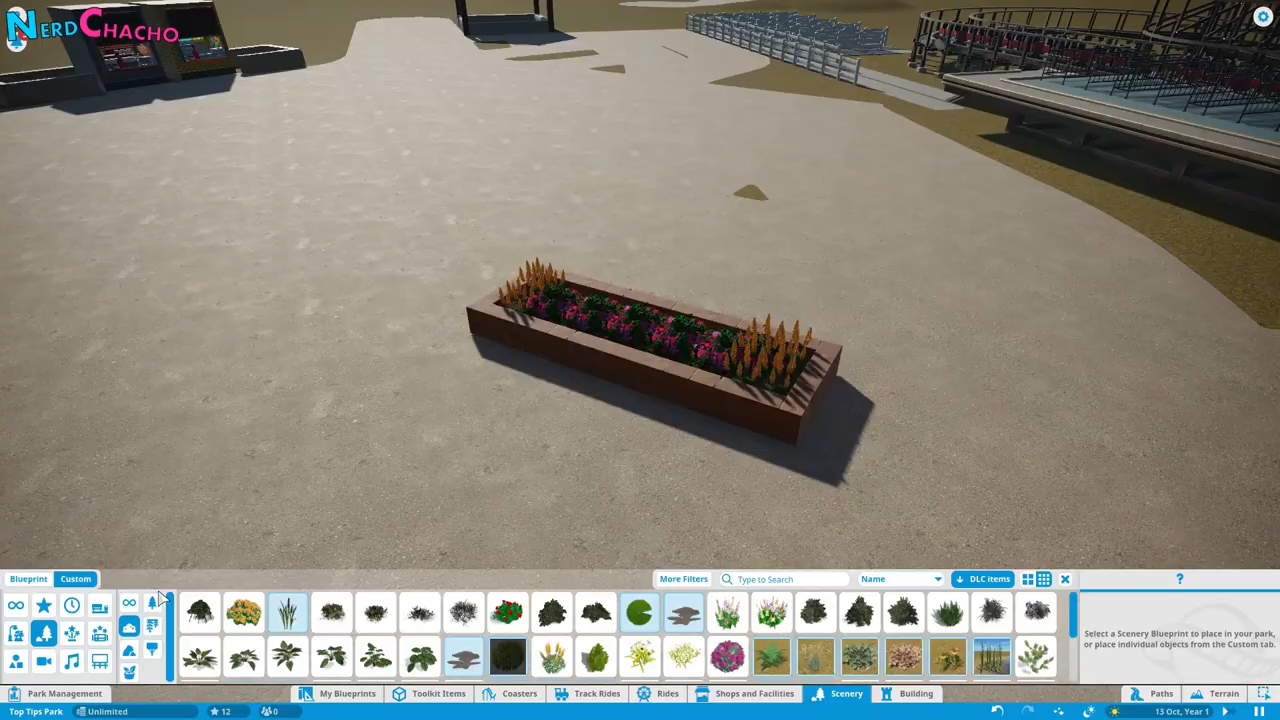 NERDCHACHO
Blueprint Custom More Filters Type to Search Name DLC items ?
Select a Scenery Blueprint to place in your park, or place individual objects from the Custom tab.
Park Management My Blueprints Toolkit Items Coasters Track Rides Rides Shops and Facilities Scenery Building Paths Terrain
Top Tips Park Unlimited 12 0 13 Oct, Year 1